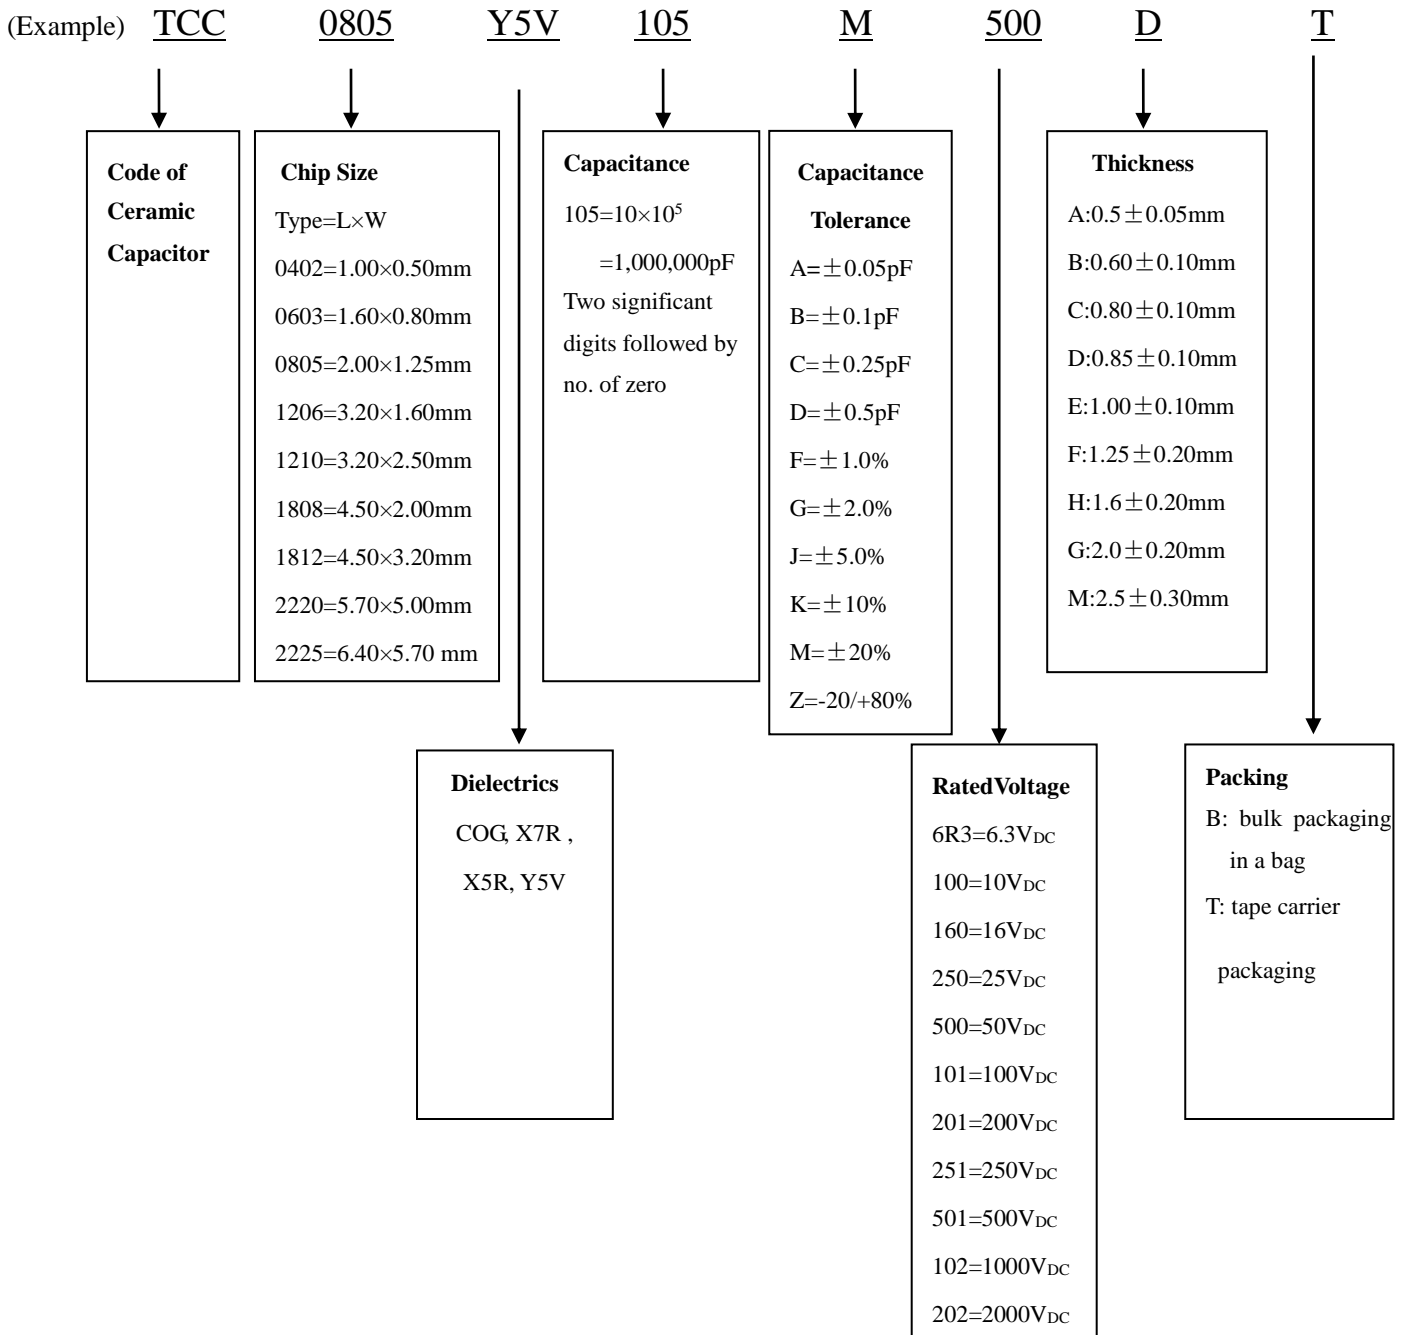 (Example) TCC 0805 Y5V 105 M 500 D T
Code of
Ceramic
Capacitor
Chip Size
Type=L×W
0402=1.00×0.50mm
0603=1.60×0.80mm
0805=2.00×1.25mm
1206=3.20×1.60mm
1210=3.20×2.50mm
1808=4.50×2.00mm
1812=4.50×3.20mm
2220=5.70×5.00mm
2225=6.40×5.70 mm
Capacitance
105=10×10⁵
=1,000,000pF
Two significant
digits followed by
no. of zero
Capacitance
Tolerance
A=±0.05pF
B=±0.1pF
C=±0.25pF
D=±0.5pF
F=±1.0%
G=±2.0%
J=±5.0%
K=±10%
M=±20%
Z=-20/+80%
Thickness
A:0.5±0.05mm
B:0.60±0.10mm
C:0.80±0.10mm
D:0.85±0.10mm
E:1.00±0.10mm
F:1.25±0.20mm
H:1.6±0.20mm
G:2.0±0.20mm
M:2.5±0.30mm
Dielectrics
COG, X7R ,
X5R, Y5V
RatedVoltage
6R3=6.3VDC
100=10VDC
160=16VDC
250=25VDC
500=50VDC
101=100VDC
201=200VDC
251=250VDC
501=500VDC
102=1000VDC
202=2000VDC
Packing
B: bulk packaging
in a bag
T: tape carrier
packaging